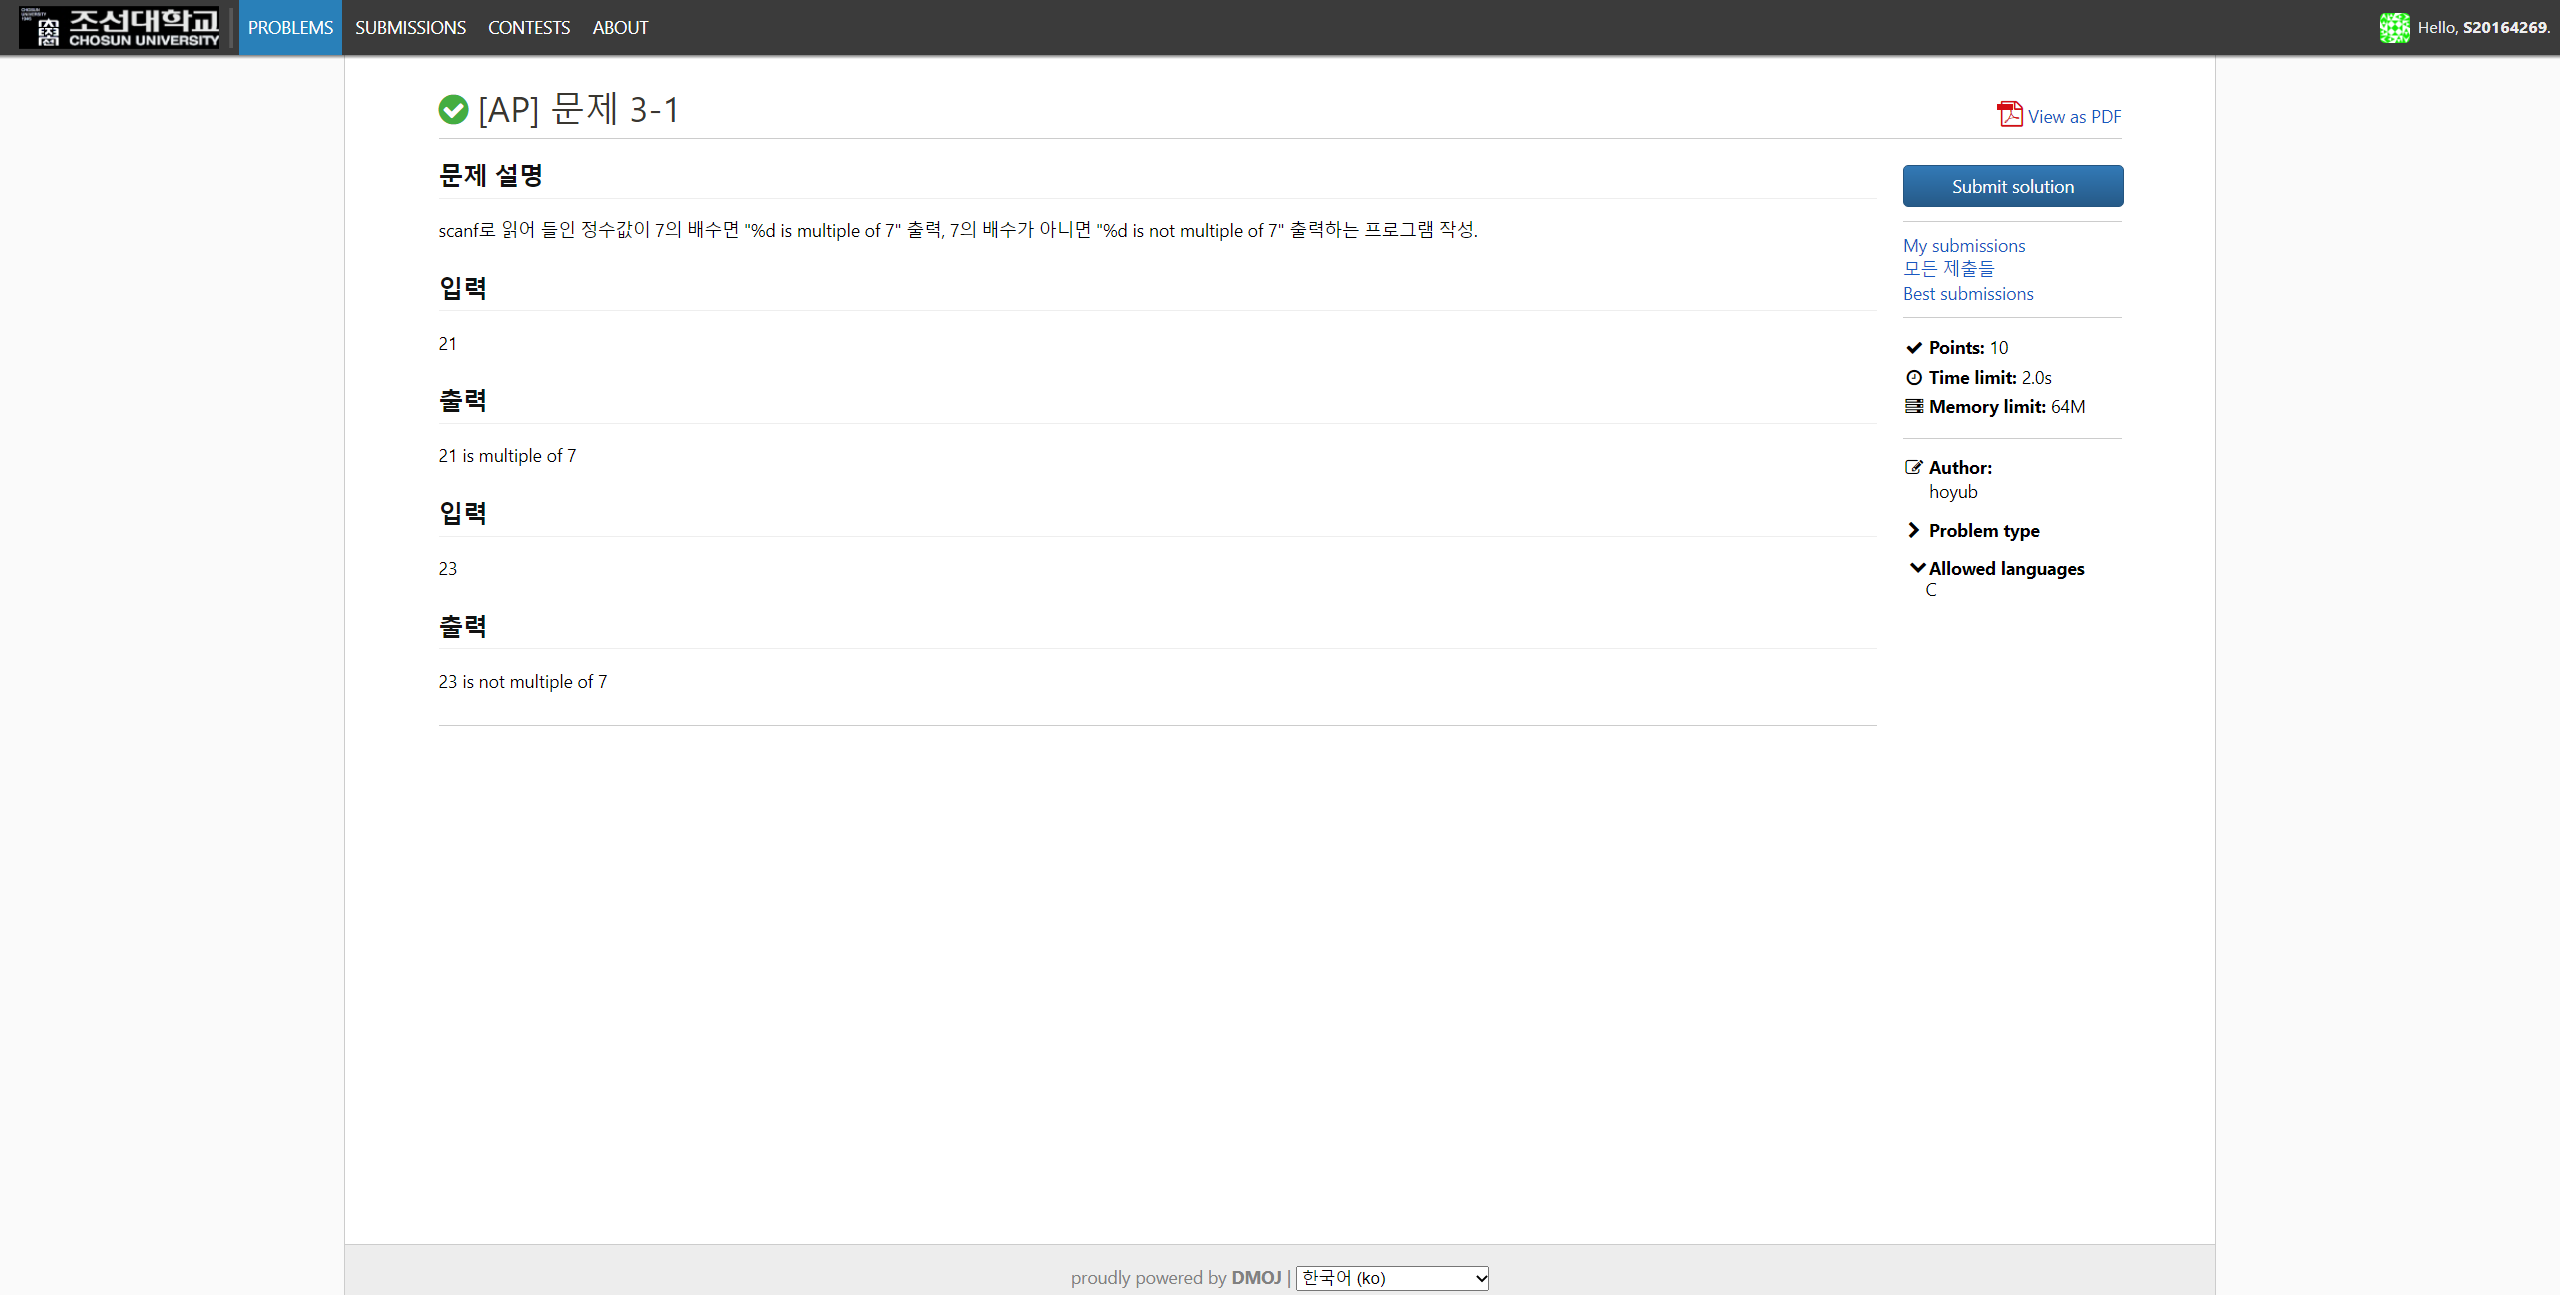 CHOSUN UNIVERSITY 1946
조선대학교
CHOSUN UNIVERSITY
PROBLEMS SUBMISSIONS CONTESTS ABOUT
Hello, S20164269.
[AP] 문제 3-1
View as PDF
문제 설명
scanf로 읽어 들인 정수값이 7의 배수면 "%d is multiple of 7" 출력, 7의 배수가 아니면 "%d is not multiple of 7" 출력하는 프로그램 작성.
입력
21
출력
21 is multiple of 7
입력
23
출력
23 is not multiple of 7
Submit solution
My submissions
모든 제출들
Best submissions
Points: 10
Time limit: 2.0s
Memory limit: 64M
Author:
hoyub
Problem type
Allowed languages
C
proudly powered by DMOJ | 한국어 (ko)